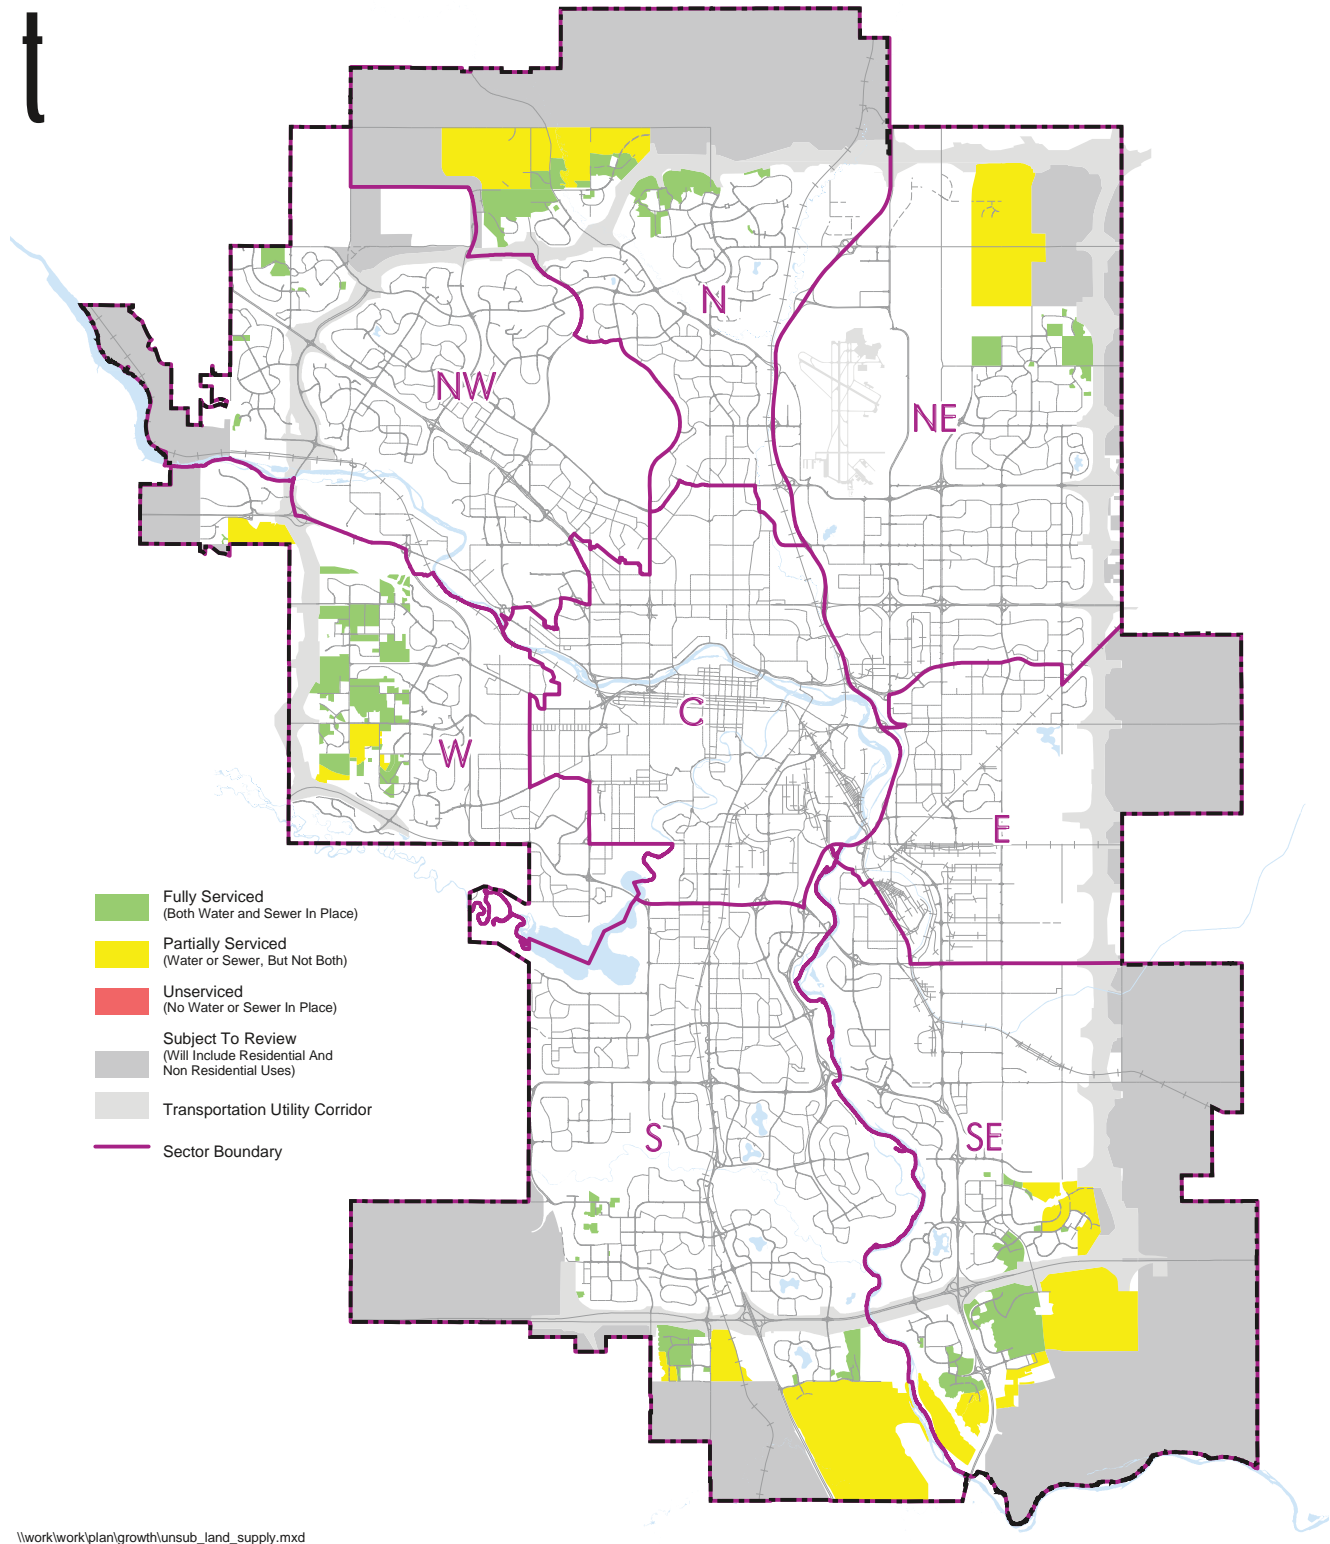 t
N
NW
NE
C
W
E
Fully Serviced
(Both Water and Sewer In Place)
Partially Serviced
(Water or Sewer, But Not Both)
Unserviced
(No Water or Sewer In Place)
Subject To Review
(Will Include Residential And
Non Residential Uses)
Transportation Utility Corridor
Sector Boundary
S
SE
\\work\work\plan\growth\unsub_land_supply.mxd